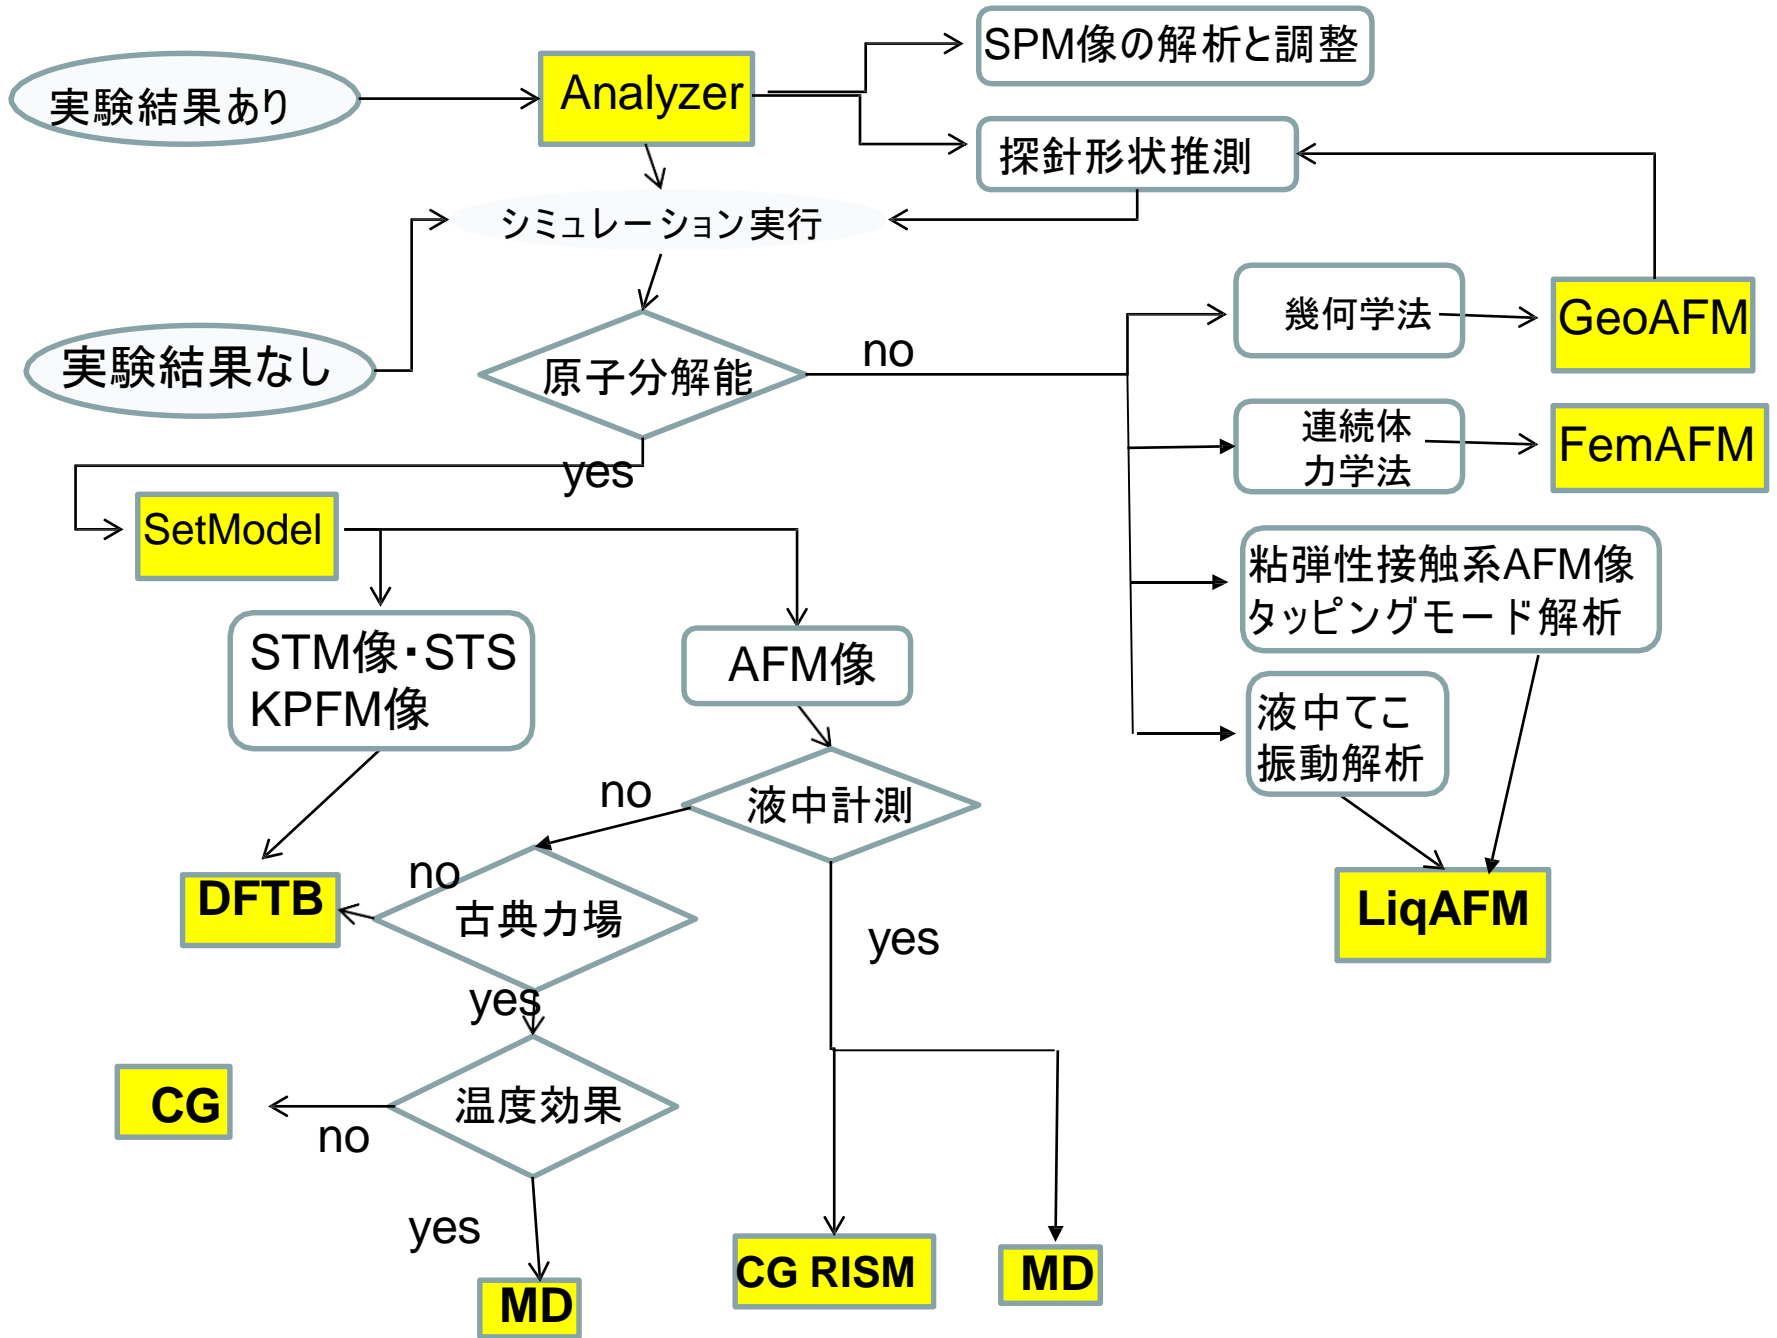 SPM像の解析と調整
実験結果あり
Analyzer
探針形状推測
シミュレーション実行
実験結果なし
原子分解能
no
幾何学法
GeoAFM
連続体
力学法
FemAFM
yes
SetModel
粘弾性接触系AFM像
タッピングモード解析
STM像・STS
KPFM像
AFM像
液中てこ
振動解析
no
液中計測
no
DFTB
古典力場
yes
LiqAFM
yes
CG
温度効果
no
yes
MD
CG RISM
MD